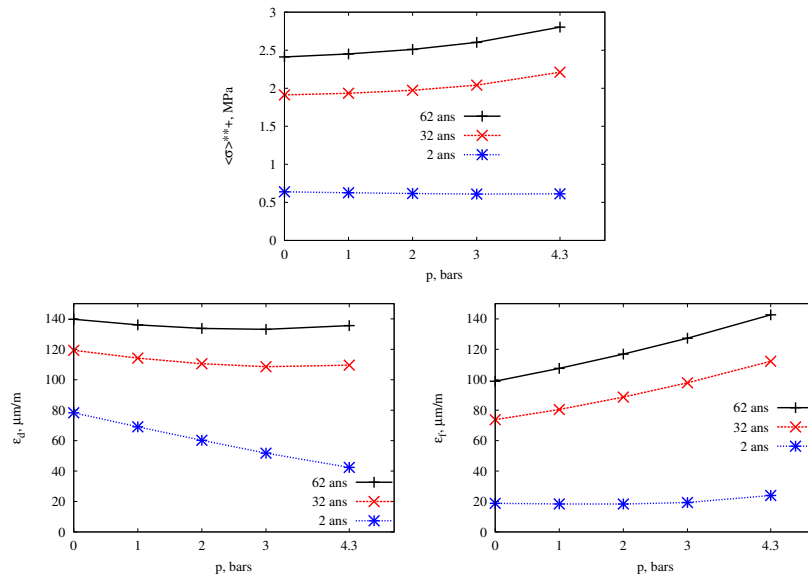 3
2.5
2
1.5
1
0.5
0
<σ>**+, MPa
62 ans
32 ans
2 ans
0 1 2 3 4.3
p, bars
140
120
100
80
60
40
20
0
ε_d, μm/m
62 ans
32 ans
2 ans
0 1 2 3 4.3
p, bars
140
120
100
80
60
40
20
0
ε_f, μm/m
62 ans
32 ans
2 ans
0 1 2 3 4.3
p, bars